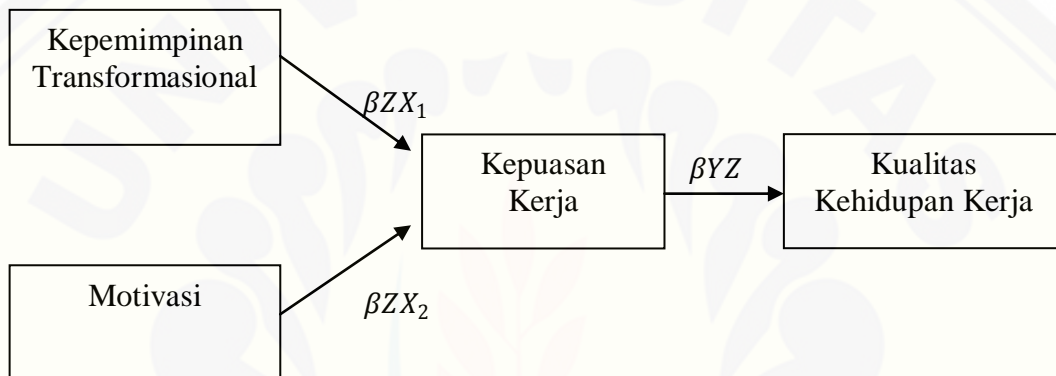 Kepemimpinan
Transformasional
βZX₁
Kepuasan
Kerja
βYZ
Kualitas
Kehidupan Kerja
Motivasi
βZX₂